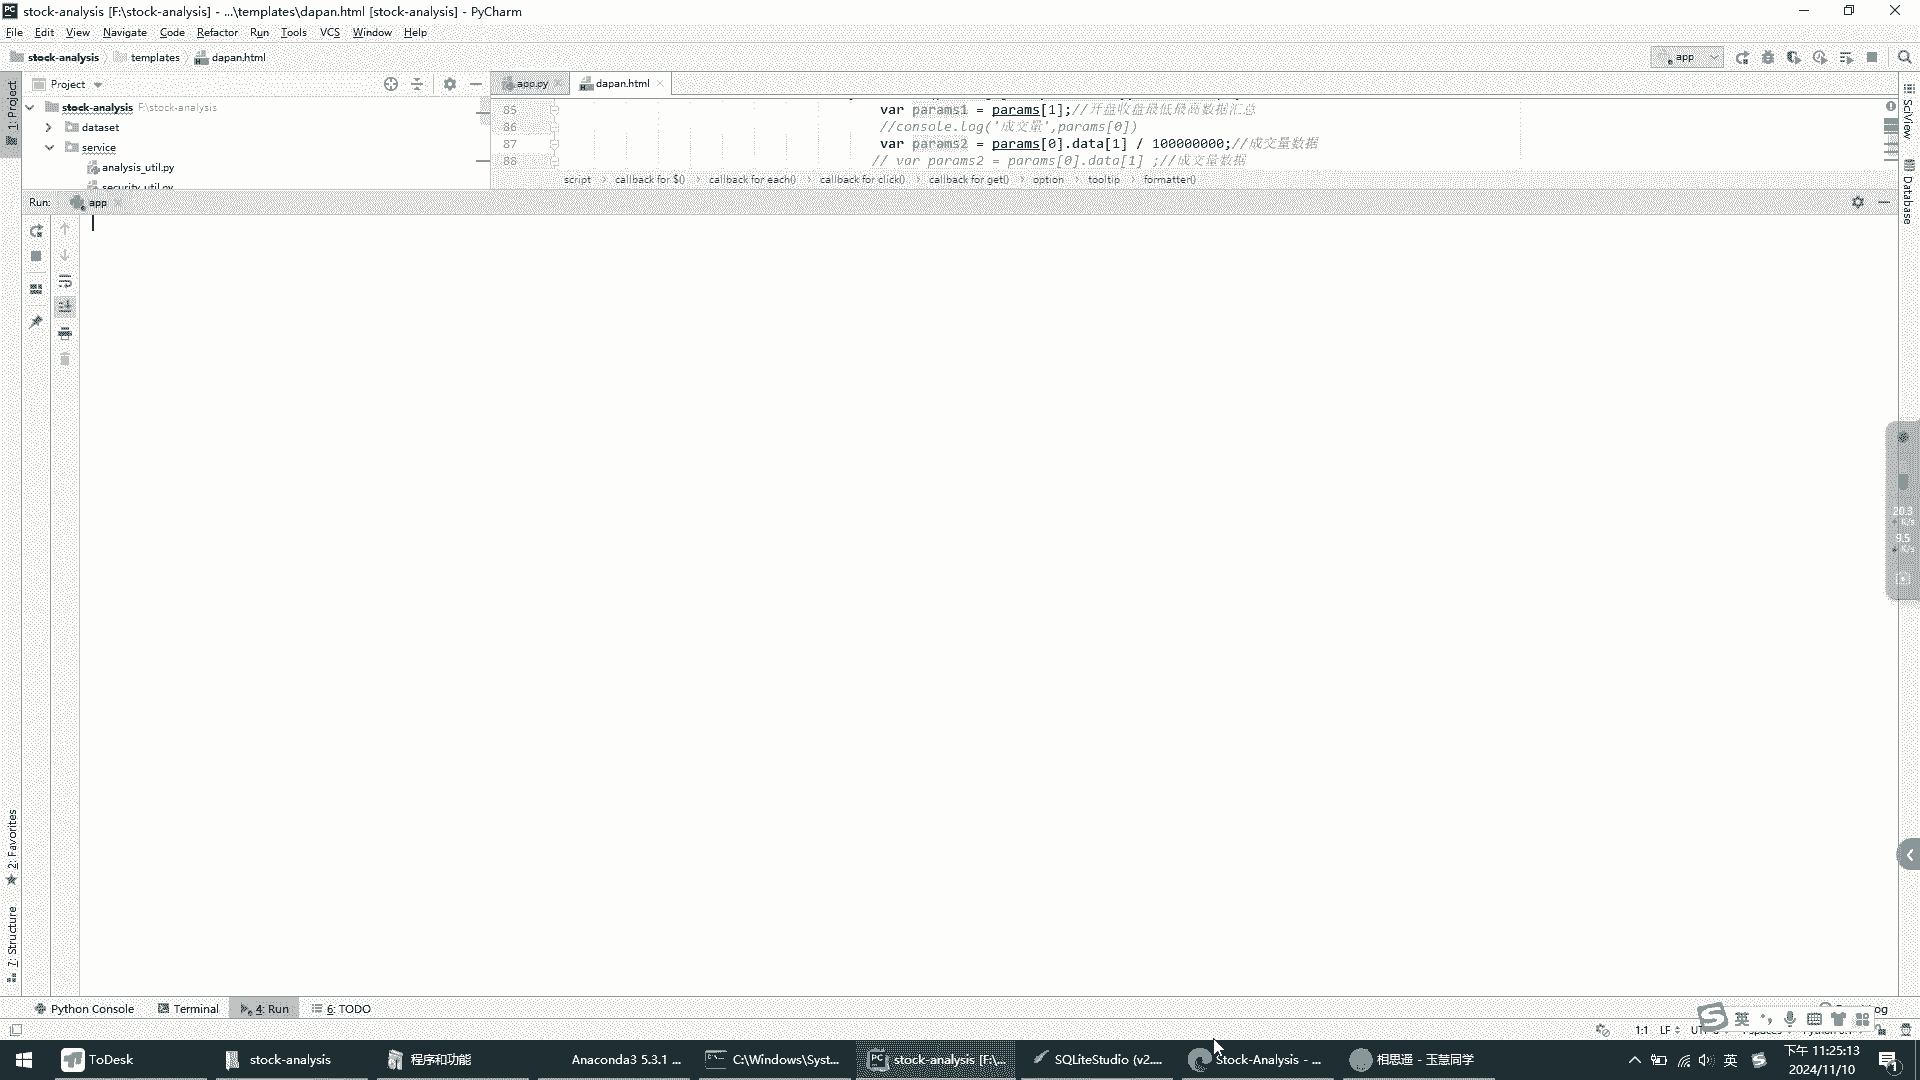 stock-analysis [F:\stock-analysis] - ...\templates\dapan.html [stock-analysis] - PyCharm
File Edit View Navigate Code Refactor Run Tools VCS Window Help
stock-analysis templates dapan.html app
1: Project
Project
app.py dapan.html
stock-analysis F:\stock-analysis
dataset
service
analysis_util.py
security_util.py
85 var params1 = params[1];//开盘收盘最低最高数据汇总
86 //console.log('成交量',params[0])
87 var params2 = params[0].data[1] / 100000000;//成交量数据
88 // var params2 = params[0].data[1] ;//成交量数据
script callback for $() callback for each() callback for click() callback for get() option tooltip formatter()
SciView
Database
Run: app
20.3
K/s
9.5
K/s
2: Favorites
7: Structure
Python Console Terminal 4: Run 6: TODO
英
1:1 LF
ToDesk stock-analysis 程序和功能 Anaconda3 5.3.1 ... C:\Windows\Syst... stock-analysis [F:\... SQLiteStudio (v2.... Stock-Analysis - ... 相思遥 - 玉慧同学
英
下午 11:25:13
2024/11/10
1